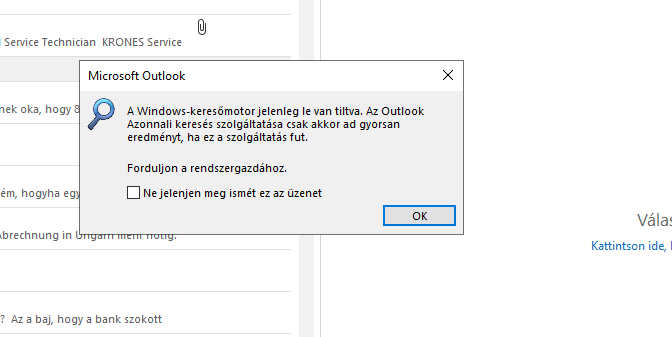 Service Technician KRONES Service
Microsoft Outlook
A Windows-keresőmotor jelenleg le van tiltva. Az Outlook
Azonnali keresés szolgáltatása csak akkor ad gyorsan
eredményt, ha ez a szolgáltatás fut.
nek oka, hogy 8
Forduljon a rendszergazdához.
Ne jelenjen meg ismét ez az üzenet
ém, hogyha egy
OK
Válas
Abrechnung in Ungarn mehr nötig.
Kattintson ide,
? Az a baj, hogy a bank szokott